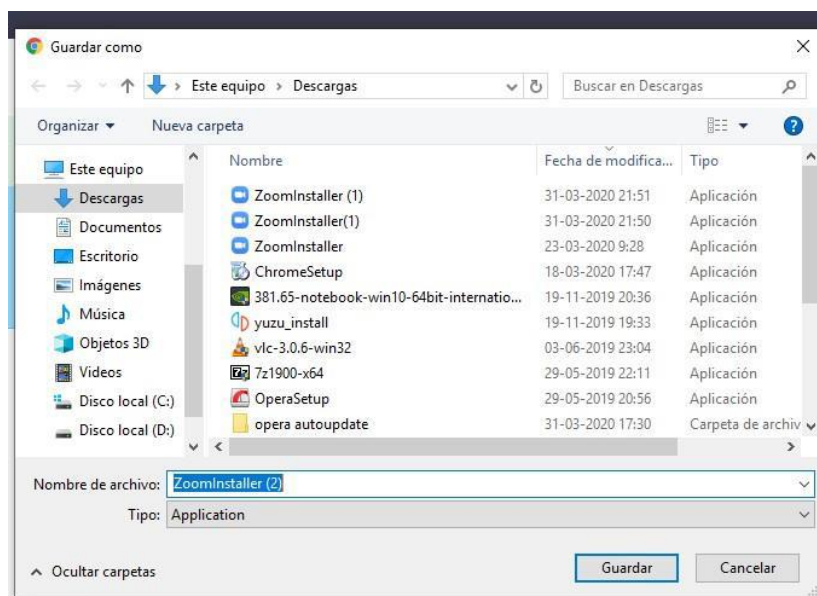 Guardar como
Este equipo > Descargas
Buscar en Descargas
Organizar
Nueva carpeta
Este equipo
Descargas
Documentos
Escritorio
Imágenes
Música
Objetos 3D
Videos
Disco local (C:)
Disco local (D:)
Nombre Fecha de modifica... Tipo
ZoomInstaller (1) 31-03-2020 21:51 Aplicación
ZoomInstaller(1) 31-03-2020 21:50 Aplicación
ZoomInstaller 23-03-2020 9:28 Aplicación
ChromeSetup 18-03-2020 17:47 Aplicación
381.65-notebook-win10-64bit-internatio... 19-11-2019 20:36 Aplicación
yuzu_install 19-11-2019 19:33 Aplicación
vlc-3.0.6-win32 03-06-2019 23:04 Aplicación
7z1900-x64 29-05-2019 22:11 Aplicación
OperaSetup 29-05-2019 20:56 Aplicación
opera autoupdate 31-03-2020 17:30 Carpeta de archiv
Nombre de archivo: ZoomInstaller (2)
Tipo: Application
Ocultar carpetas
Guardar
Cancelar